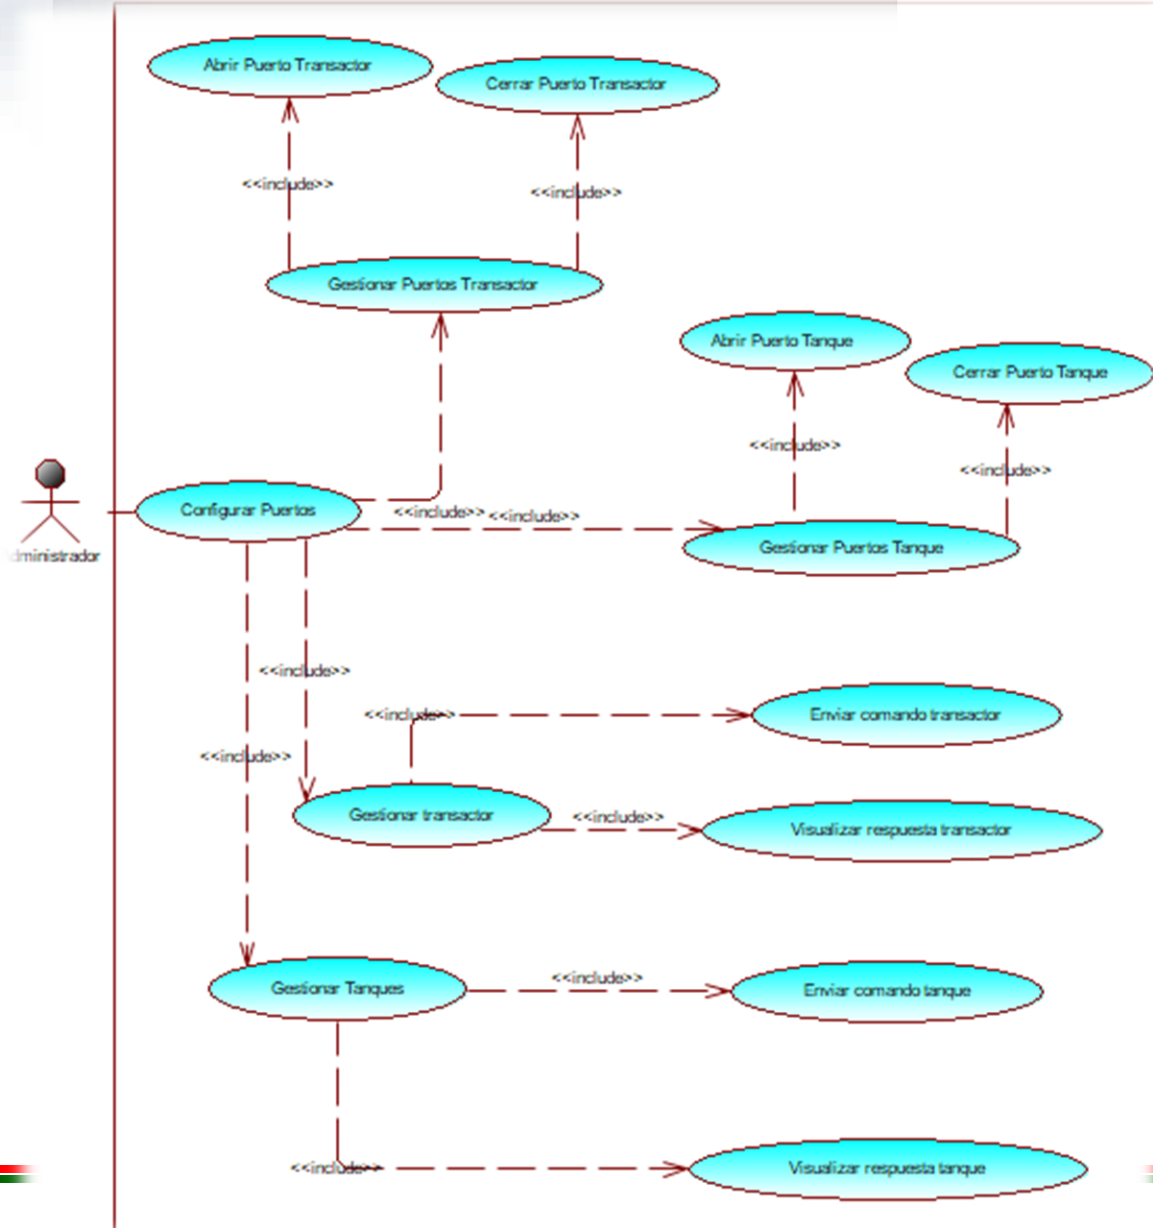 Abrir Puerto Transactor
Cerrar Puerto Transactor
<<include>>
<<include>>
Gestionar Puertos Transactor
Abrir Puerto Tanque
Cerrar Puerto Tanque
<<include>>
<<include>>
Configurar Puertos
<<include>>
<<include>>
Gestionar Puertos Tanque
ministrador
<<include>>
<<include>>
Enviar comando transactor
<<include>>
Gestionar transactor
<<include>>
Visualizar respuesta transactor
Gestionar Tanques
<<include>>
Enviar comando tanque
<<include>>
Visualizar respuesta tanque